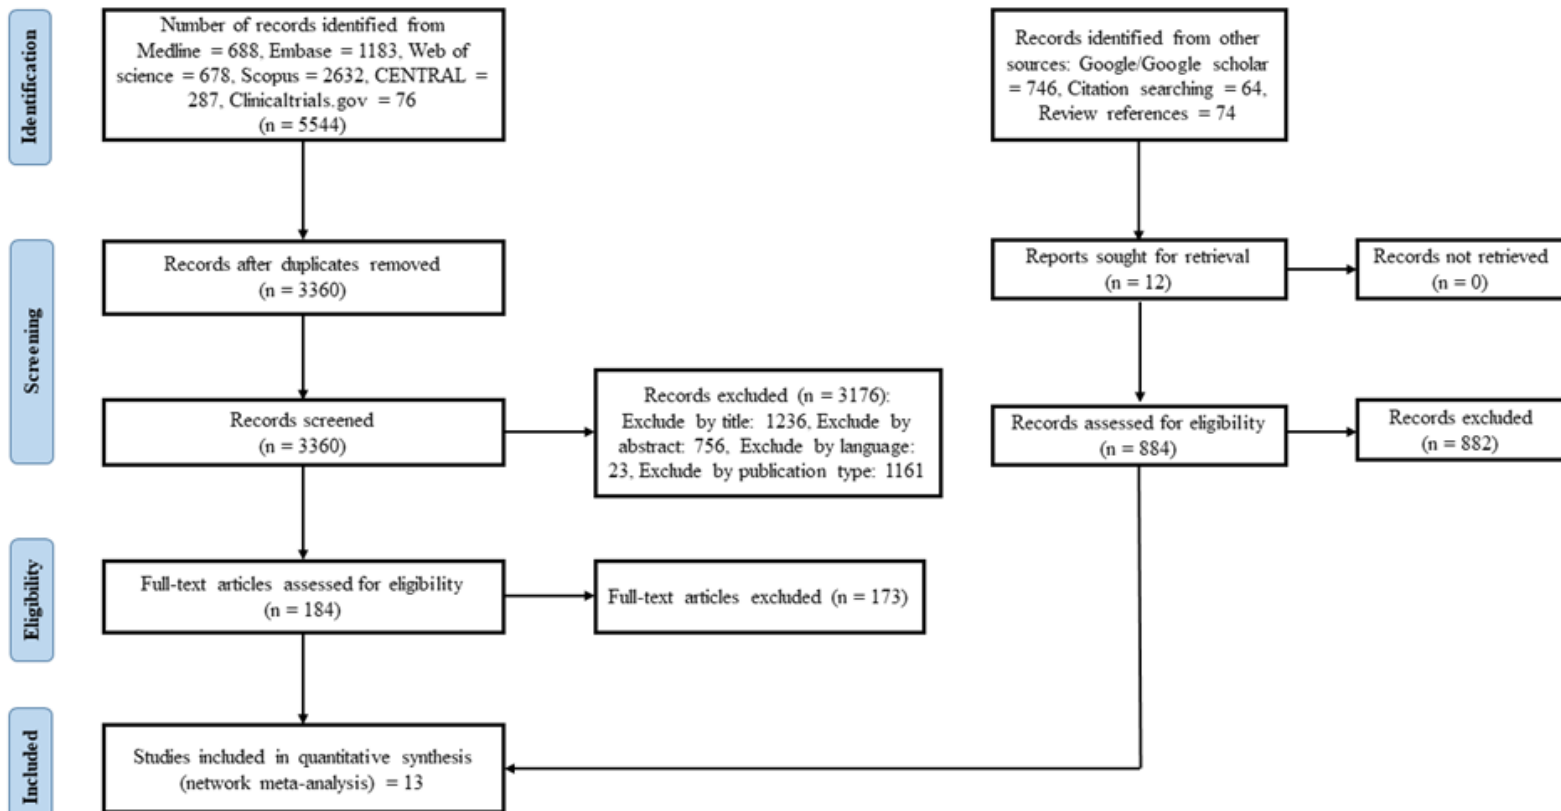 Identification
Number of records identified from
Medline = 688, Embase = 1183, Web of
science = 678, Scopus = 2632, CENTRAL =
287, Clinicaltrials.gov = 76
(n = 5544)
Records identified from other
sources: Google/Google scholar
= 746, Citation searching = 64,
Review references = 74
Screening
Records after duplicates removed
(n = 3360)
Reports sought for retrieval
(n = 12)
Records not retrieved
(n = 0)
Records screened
(n = 3360)
Records excluded (n = 3176):
Exclude by title: 1236, Exclude by
abstract: 756, Exclude by language:
23, Exclude by publication type: 1161
Records assessed for eligibility
(n = 884)
Records excluded
(n = 882)
Eligibility
Full-text articles assessed for eligibility
(n = 184)
Full-text articles excluded (n = 173)
Included
Studies included in quantitative synthesis
(network meta-analysis) = 13